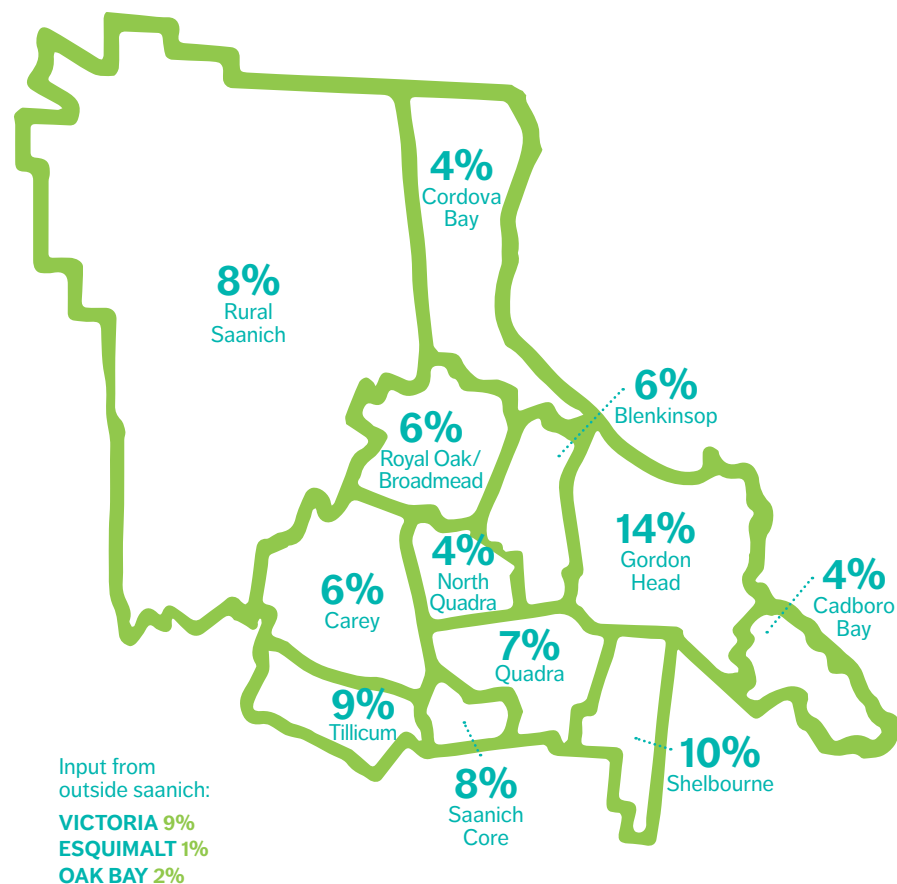 4%
Cordova
Bay
8%
Rural
Saanich
6%
Blenkinsop
6%
Royal Oak/
Broadmead
14%
Gordon
Head
4%
North
Quadra
4%
Cadboro
Bay
6%
Carey
7%
Quadra
9%
Tillicum
10%
Shelbourne
8%
Saanich
Core
Input from
outside saanich:
VICTORIA 9%
ESQUIMALT 1%
OAK BAY 2%